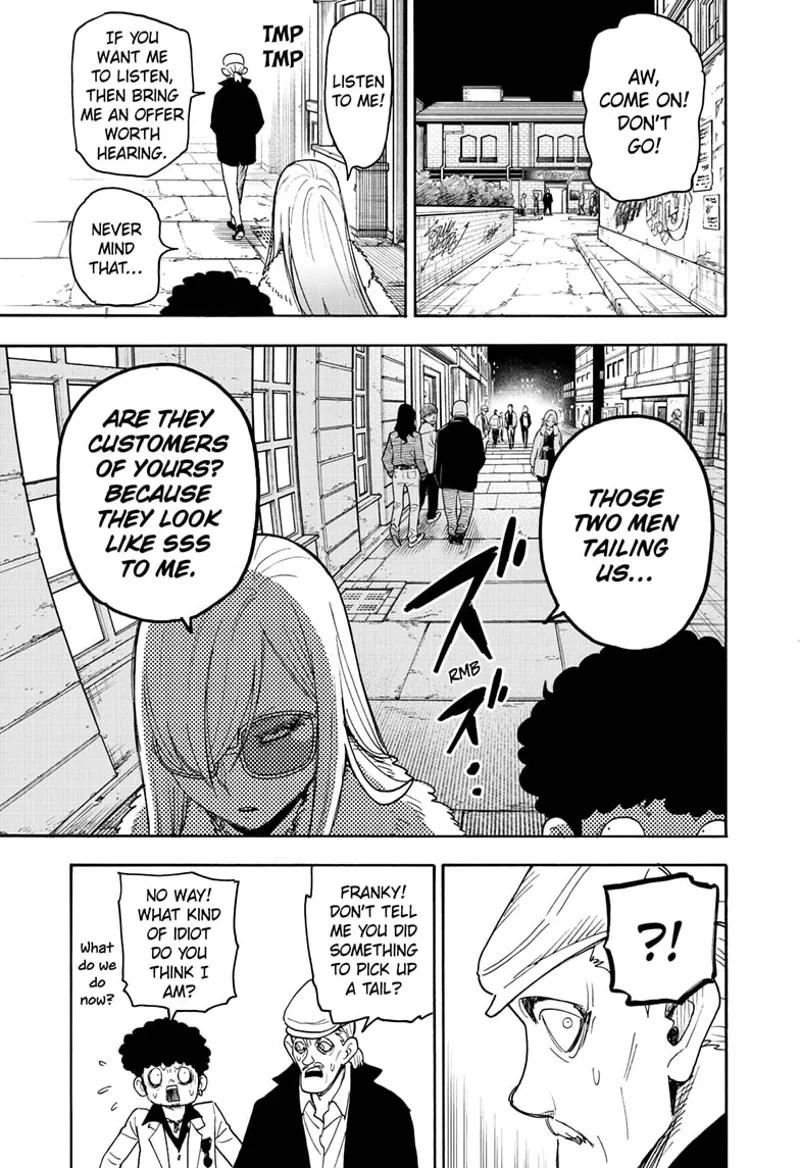 AW,
COME ON!
DON'T
GO!
LISTEN
TO ME!
TMP
TMP
IF YOU
WANT ME
TO LISTEN,
THEN BRING
ME AN OFFER
WORTH
HEARING.
NEVER
MIND
THAT...
THOSE
TWO MEN
TAILING
US...
RMB
ARE THEY
CUSTOMERS
OF YOURS?
BECAUSE
THEY LOOK
LIKE SSS
TO ME.
?!
FRANKY!
DON'T TELL
ME YOU DID
SOMETHING
TO PICK UP
A TAIL?
NO WAY!
WHAT KIND
OF IDIOT
DO YOU
THINK I
AM?
What
do we
do
now?